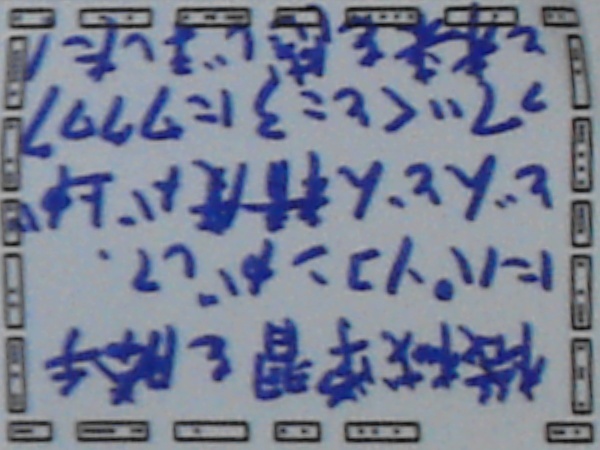 機械学習を勝手
にパソコンがして、
どんどん精度が上が
っていくところにワクワク
と未来を感じました!